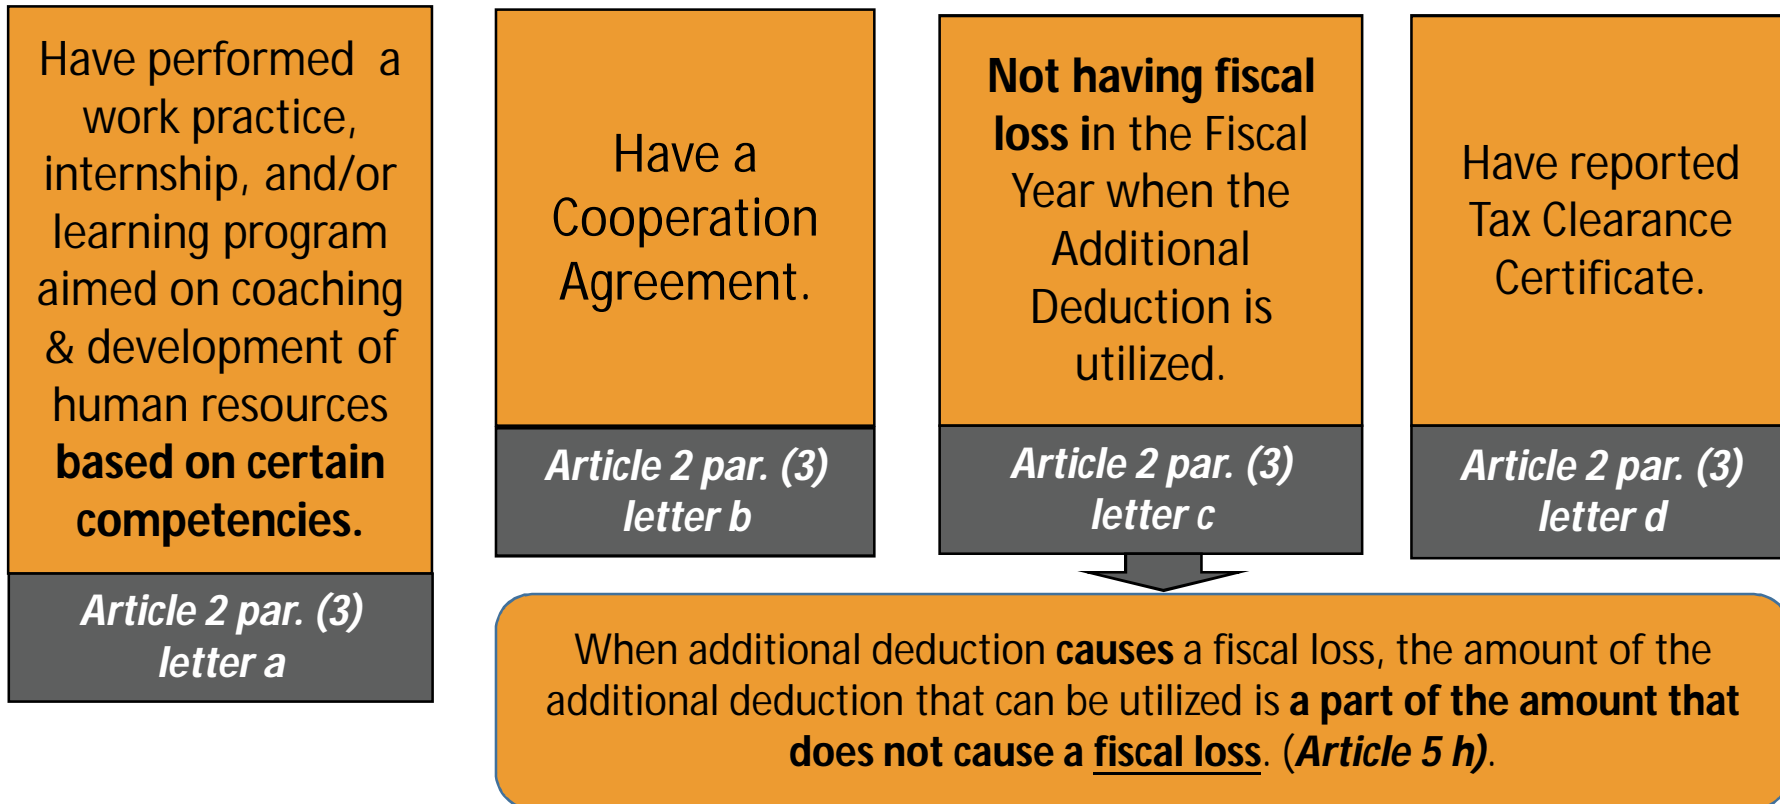 Have performed a
work practice,
internship, and/or
learning program
aimed on coaching
& development of
human resources
based on certain
competencies.
Article 2 par. (3)
letter a
Have a
Cooperation
Agreement.
Article 2 par. (3)
letter b
Not having fiscal
loss in the Fiscal
Year when the
Additional
Deduction is
utilized.
Article 2 par. (3)
letter c
Have reported
Tax Clearance
Certificate.
Article 2 par. (3)
letter d
When additional deduction causes a fiscal loss, the amount of the
additional deduction that can be utilized is a part of the amount that
does not cause a fiscal loss. (Article 5 h).